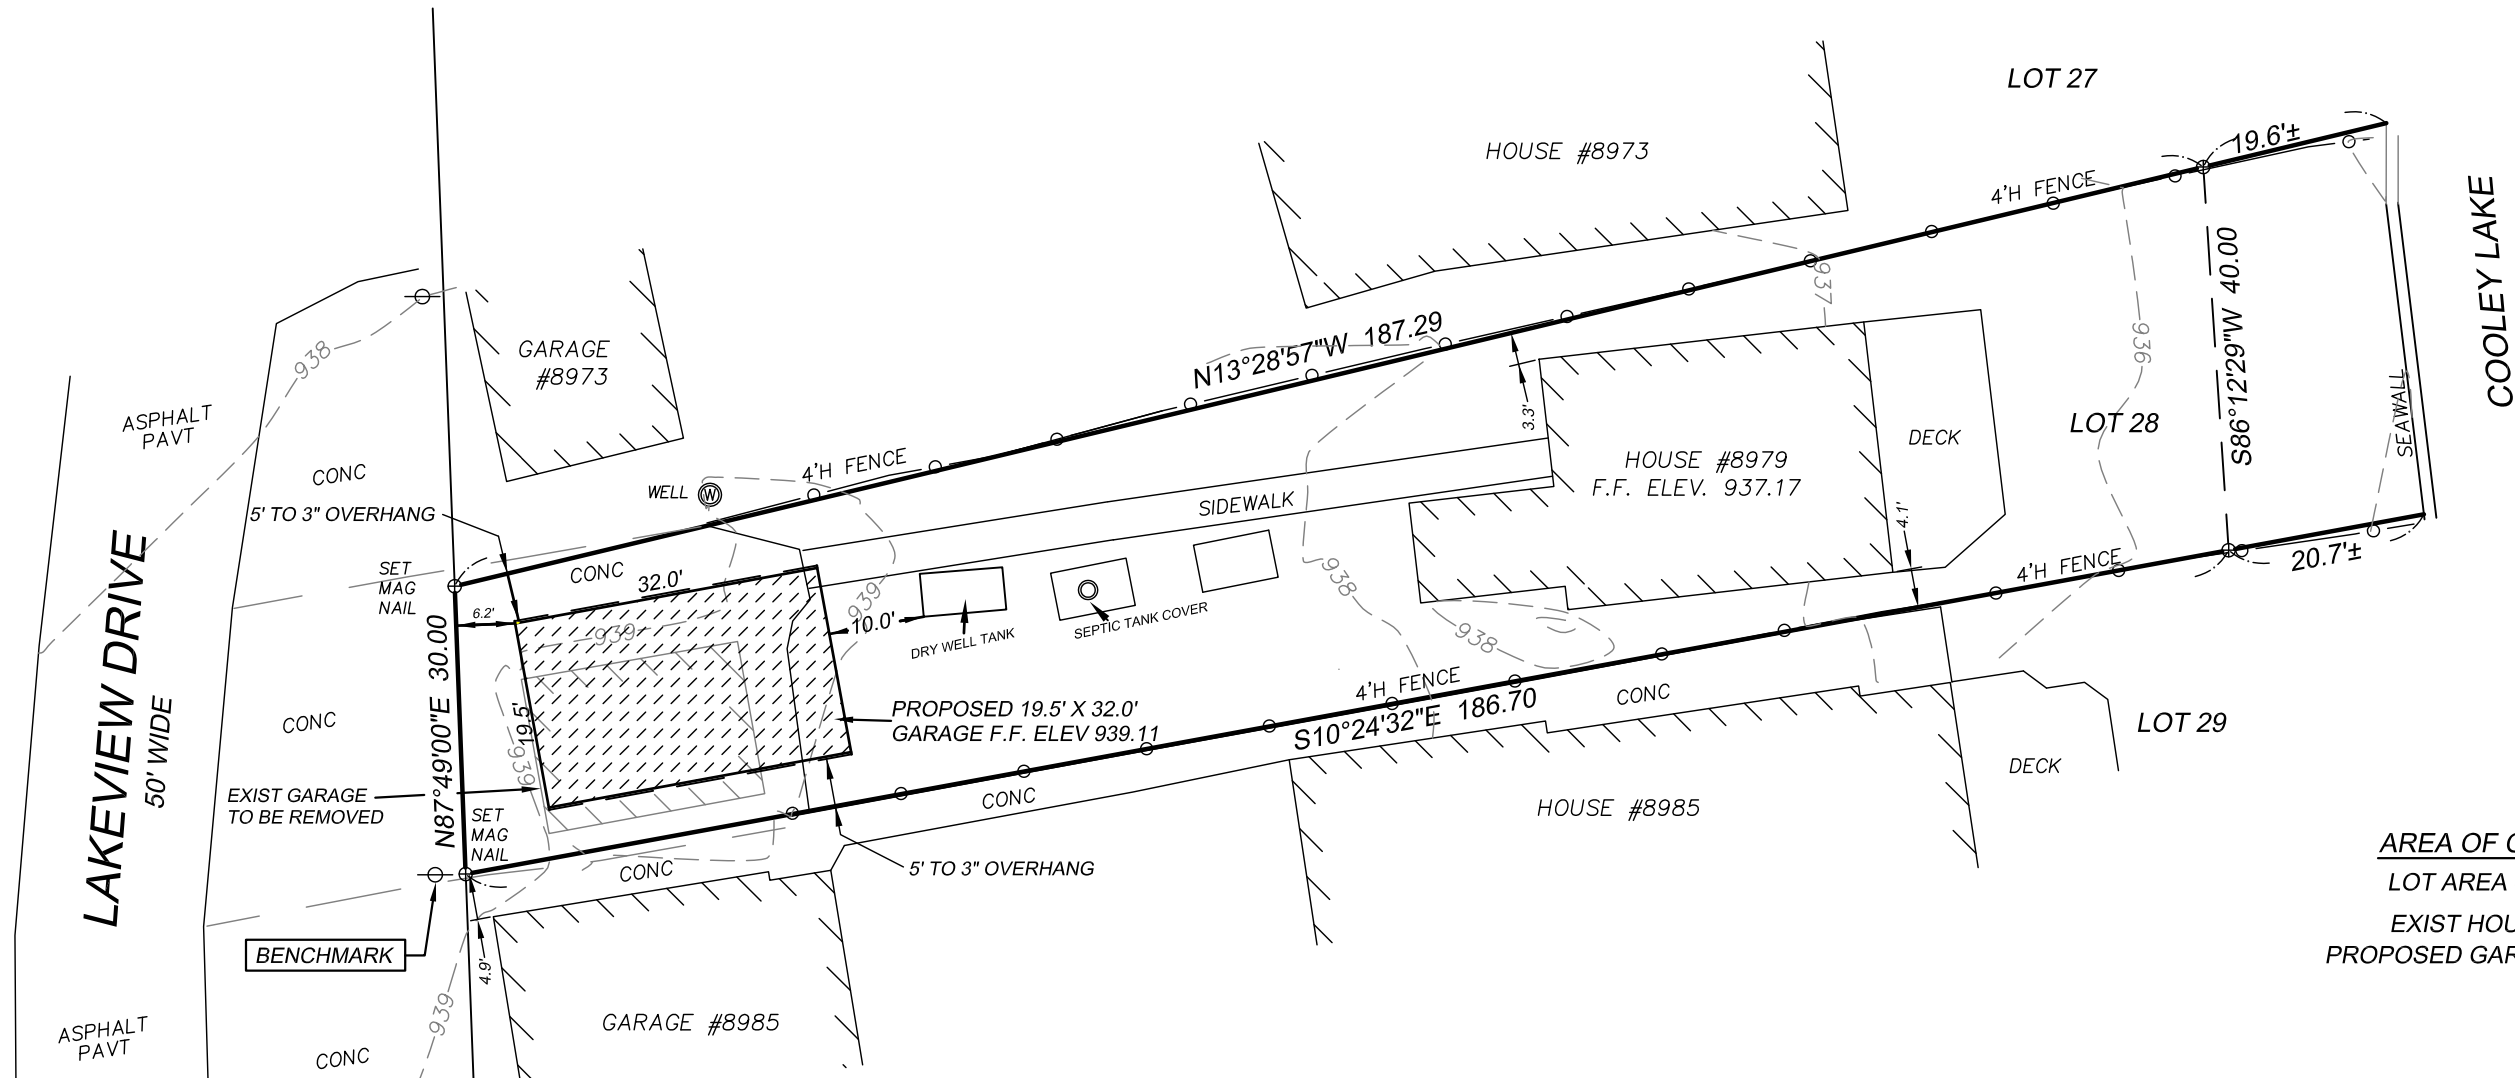 LOT 27
19.6'±
HOUSE #8973
4'H FENCE
COOLEY LAKE
S86°12'29"W 40.00
936
937
N13°28'57"W 187.29
GARAGE
#8973
938
ASPHALT
PAVT
CONC
4'H FENCE
WELL
W
5' TO 3" OVERHANG
3.3'
LOT 28
SEAWALL
DECK
HOUSE #8979
F.F. ELEV. 937.17
SIDEWALK
4.1'
LAKEVIEW DRIVE
50' WIDE
SET
MAG
NAIL
CONC
32.0'
6.2'
939
939
10.0'
DRY WELL TANK
SEPTIC TANK COVER
938
938
4'H FENCE
20.7'±
N87°49'00"E 30.00
19.5'
939
PROPOSED 19.5' X 32.0'
GARAGE F.F. ELEV 939.11
4'H FENCE
S10°24'32"E 186.70
CONC
LOT 29
CONC
EXIST GARAGE
TO BE REMOVED
SET
MAG
NAIL
CONC
DECK
HOUSE #8985
CONC
5' TO 3" OVERHANG
BENCHMARK
4.9'
939
GARAGE #8985
ASPHALT
PAVT
CONC
AREA OF
LOT AREA
EXIST HOU
PROPOSED GAR